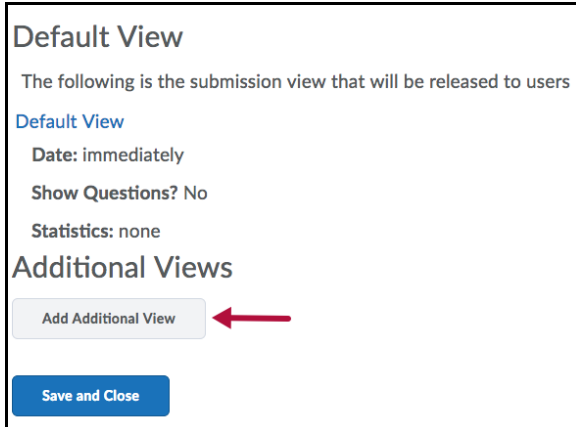 Default View
The following is the submission view that will be released to users
Default View
Date: immediately
Show Questions? No
Statistics: none
Additional Views
Add Additional View
Save and Close